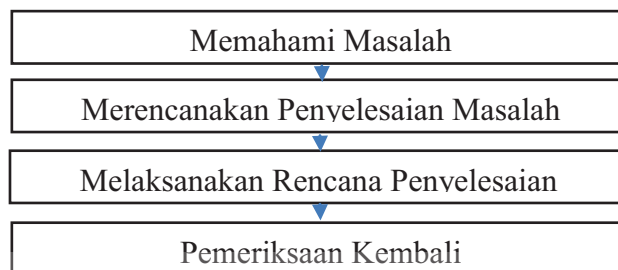 Memahami Masalah
Merencanakan Penyelesaian Masalah
Melaksanakan Rencana Penyelesaian
Pemeriksaan Kembali